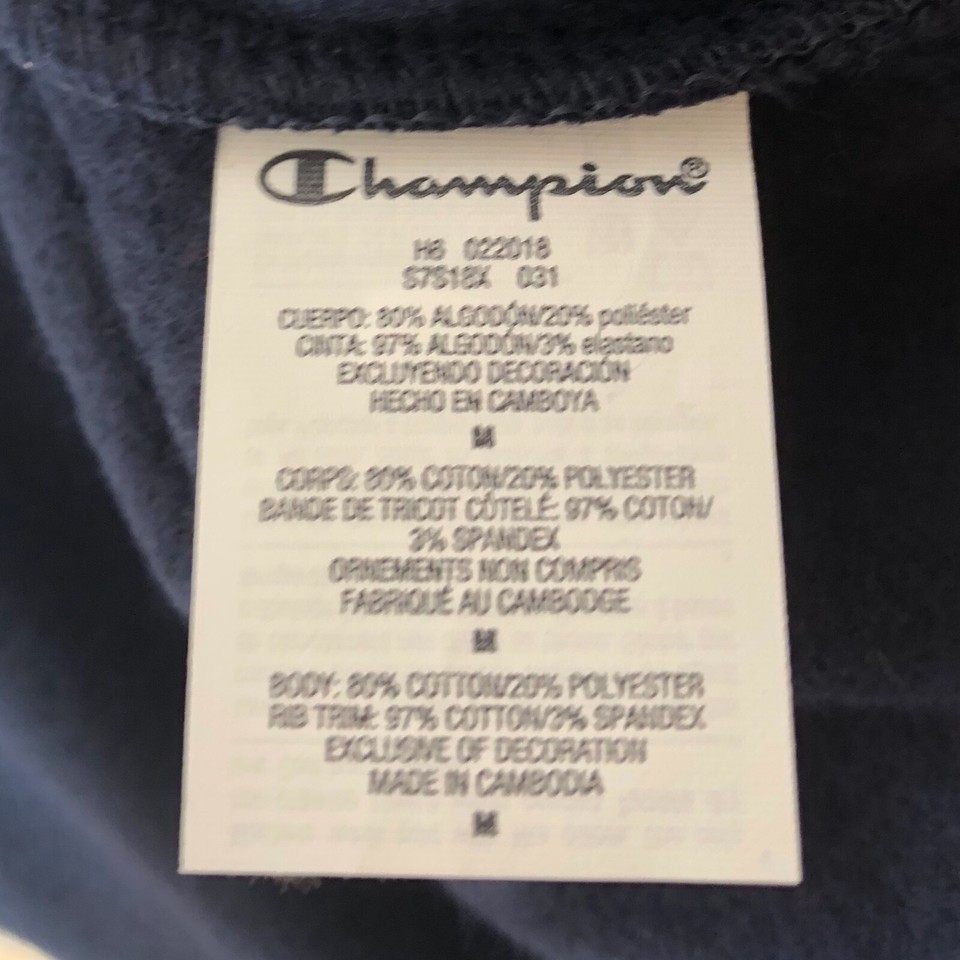 Champion®
H6 022018
S7S18X 031
CUERPO: 80% ALGODÓN/20% poliéster
CINTA: 97% ALGODÓN/3% elastano
EXCLUYENDO DECORACIÓN
HECHO EN CAMBOYA
M
CORPS: 80% COTON/20% POLYESTER
BANDE DE TRICOT CÔTELÉ: 97% COTON/
3% SPANDEX
ORNEMENTS NON COMPRIS
FABRIQUÉ AU CAMBODGE
M
BODY: 80% COTTON/20% POLYESTER
RIB TRIM: 97% COTTON/3% SPANDEX
EXCLUSIVE OF DECORATION
MADE IN CAMBODIA
M